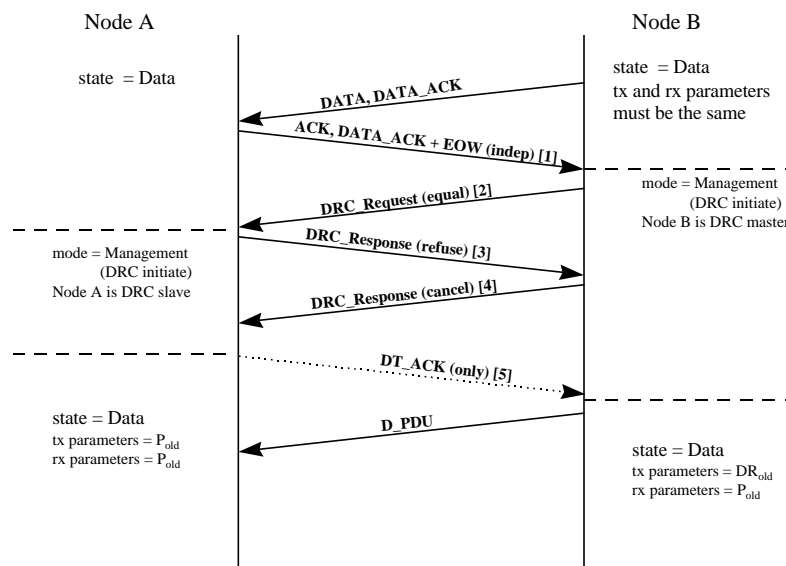 Node A
Node B
state = Data
state = Data
tx and rx parameters
must be the same
DATA, DATA_ACK
ACK, DATA_ACK + EOW (indep) [1]
mode = Management
(DRC initiate)
Node B is DRC master
DRC_Request (equal) [2]
DRC_Response (refuse) [3]
mode = Management
(DRC initiate)
Node A is DRC slave
DRC_Response (cancel) [4]
DT_ACK (only) [5]
D_PDU
state = Data
tx parameters = Pold
rx parameters = Pold
state = Data
tx parameters = DRold
rx parameters = Pold